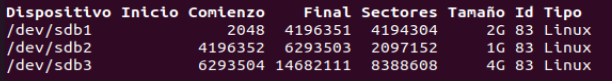 Dispositivo Inicio Comienzo Final Sectores Tamaño Id Tipo
/dev/sdb1 2048 4196351 4194304 2G 83 Linux
/dev/sdb2 4196352 6293503 2097152 1G 83 Linux
/dev/sdb3 6293504 14682111 8388608 4G 83 Linux